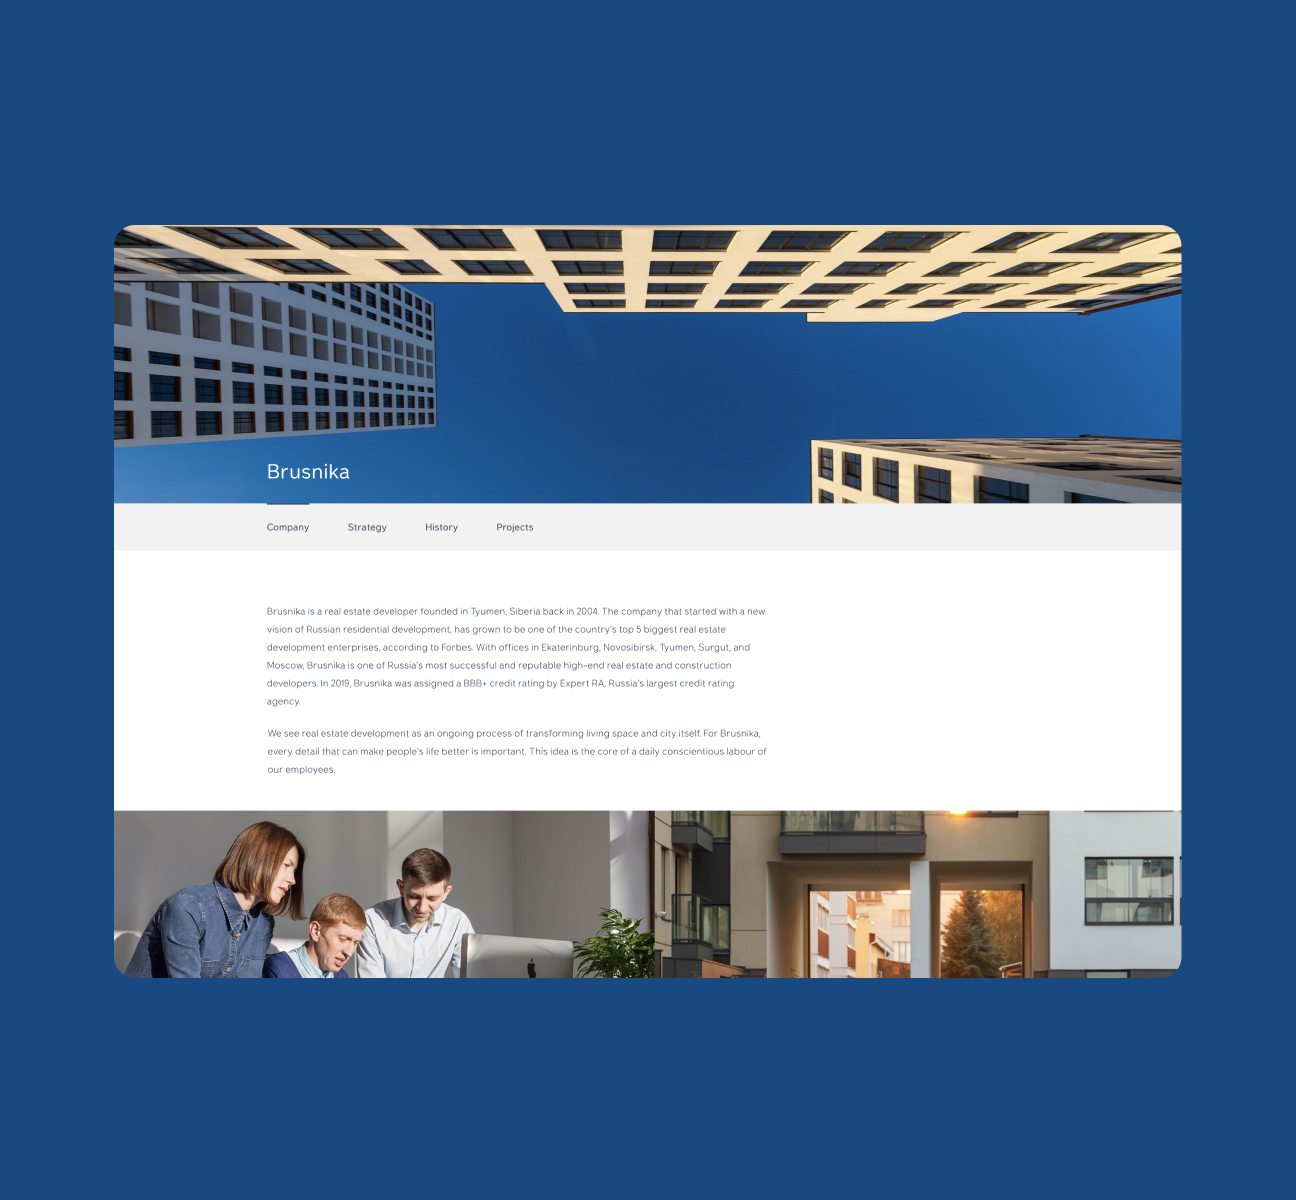 Brusnika
Company Strategy History Projects
Brusnika is a real estate developer founded in Tyumen, Siberia back in 2004. The company that started with a new
vision of Russian residential development, has grown to be one of the country's top 5 biggest real estate
development enterprises, according to Forbes. With offices in Ekaterinburg, Novosibirsk, Tyumen, Surgut, and
Moscow, Brusnika is one of Russia's most successful and reputable high-end real estate and construction
developers. In 2019, Brusnika was assigned a BBB+ credit rating by Expert RA, Russia's largest credit rating
agency.
We see real estate development as an ongoing process of transforming living space and city itself. For Brusnika,
every detail that can make people's life better is important. This idea is the core of a daily conscientious labour of
our employees.